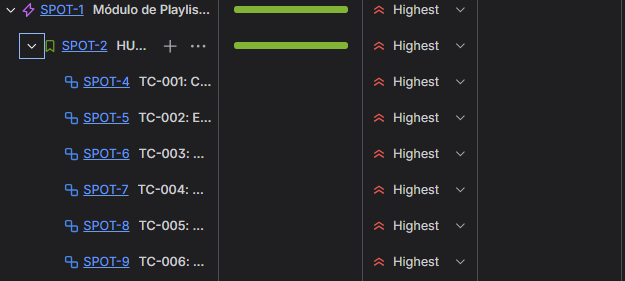 SPOT-1 Módulo de Playlis... Highest
SPOT-2 HU... Highest
SPOT-4 TC-001: C... Highest
SPOT-5 TC-002: E... Highest
SPOT-6 TC-003: ... Highest
SPOT-7 TC-004: ... Highest
SPOT-8 TC-005: ... Highest
SPOT-9 TC-006: ... Highest